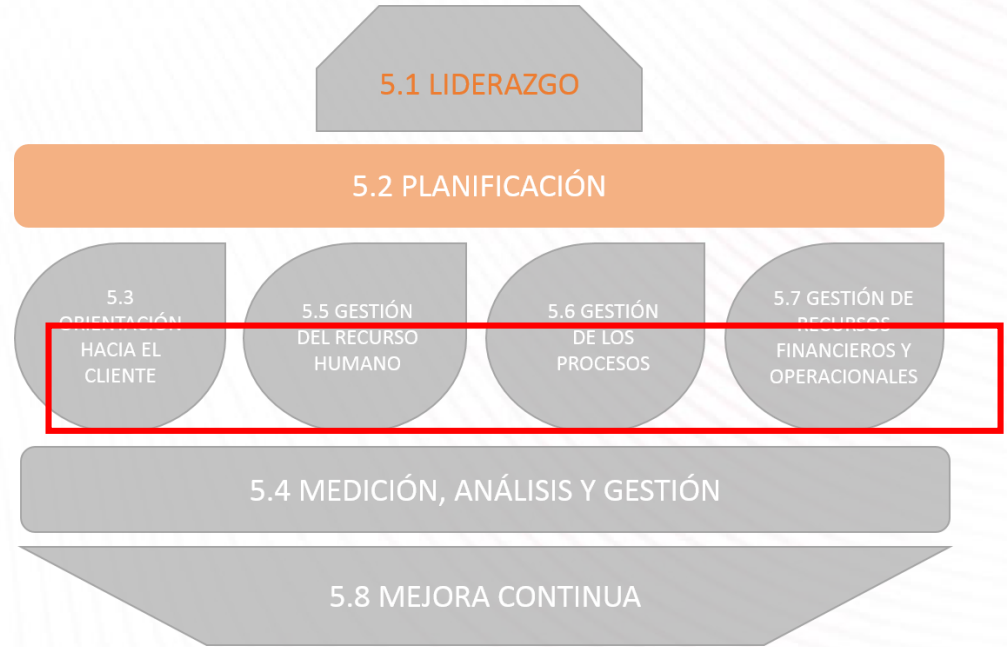 5.1 LIDERAZGO
5.2 PLANIFICACIÓN
5.3
ORIENTACIÓN
HACIA EL
CLIENTE
5.5 GESTIÓN
DEL RECURSO
HUMANO
5.6 GESTIÓN
DE LOS
PROCESOS
5.7 GESTIÓN DE
RECURSOS
FINANCIEROS Y
OPERACIONALES
5.4 MEDICIÓN, ANÁLISIS Y GESTIÓN
5.8 MEJORA CONTINUA